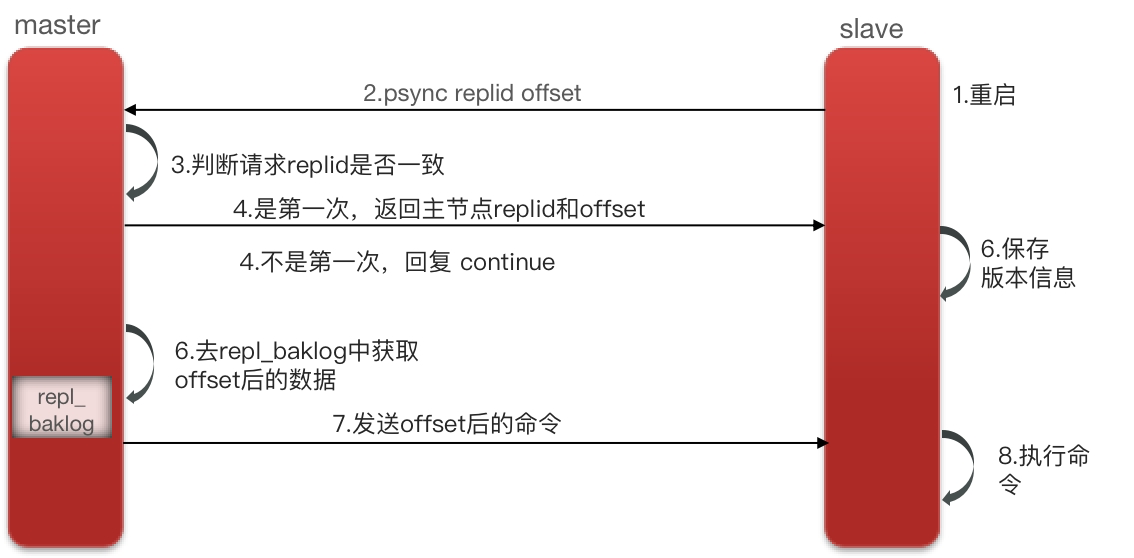 master
slave
2.psync replid offset
1.重启
3.判断请求replid是否一致
4.是第一次，返回主节点replid和offset
4.不是第一次，回复 continue
6.保存
版本信息
6.去repl_baklog中获取
offset后的数据
repl_
baklog
7.发送offset后的命令
8.执行命
令